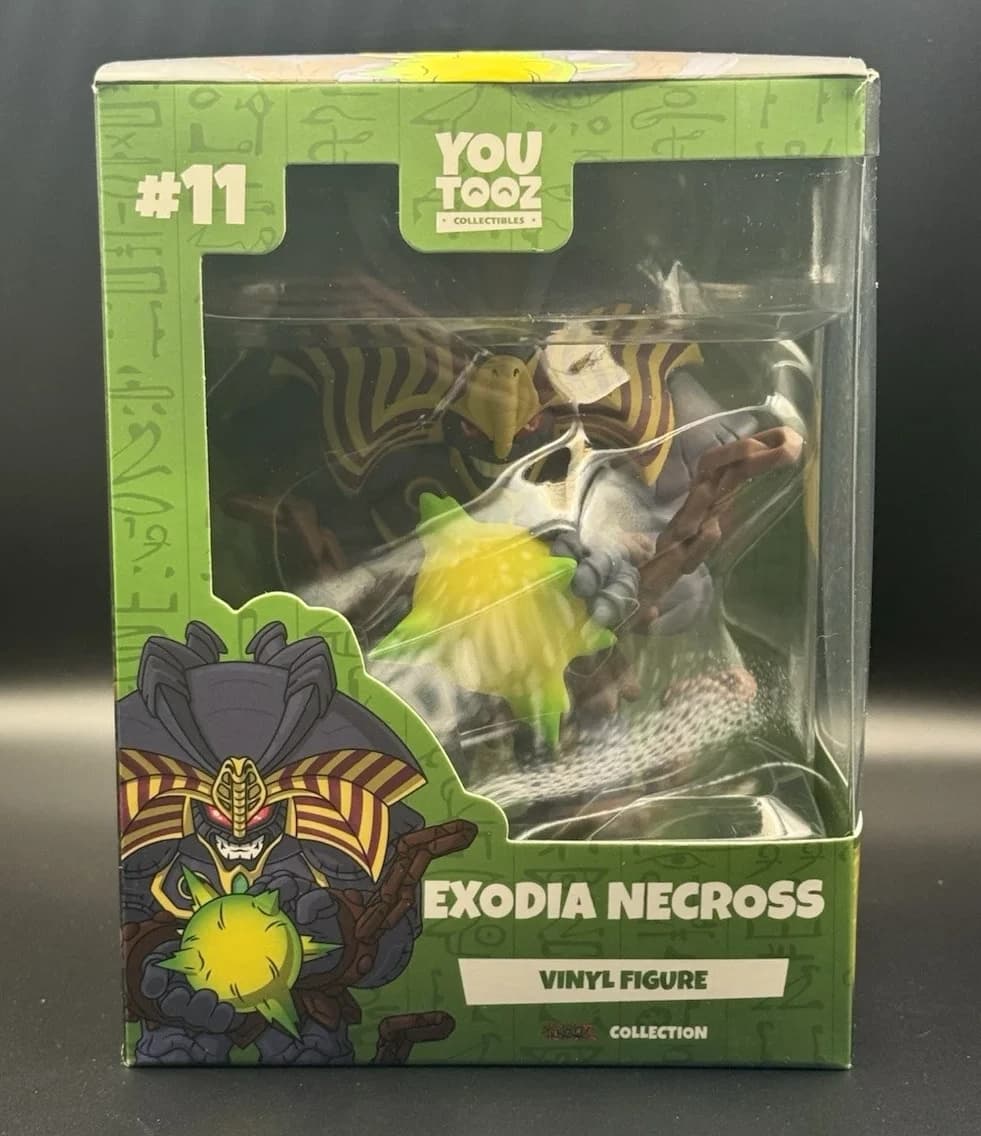 #11
YOU
TOOZ
• COLLECTIBLES •
EXODIA NECROSS
VINYL FIGURE
COLLECTION